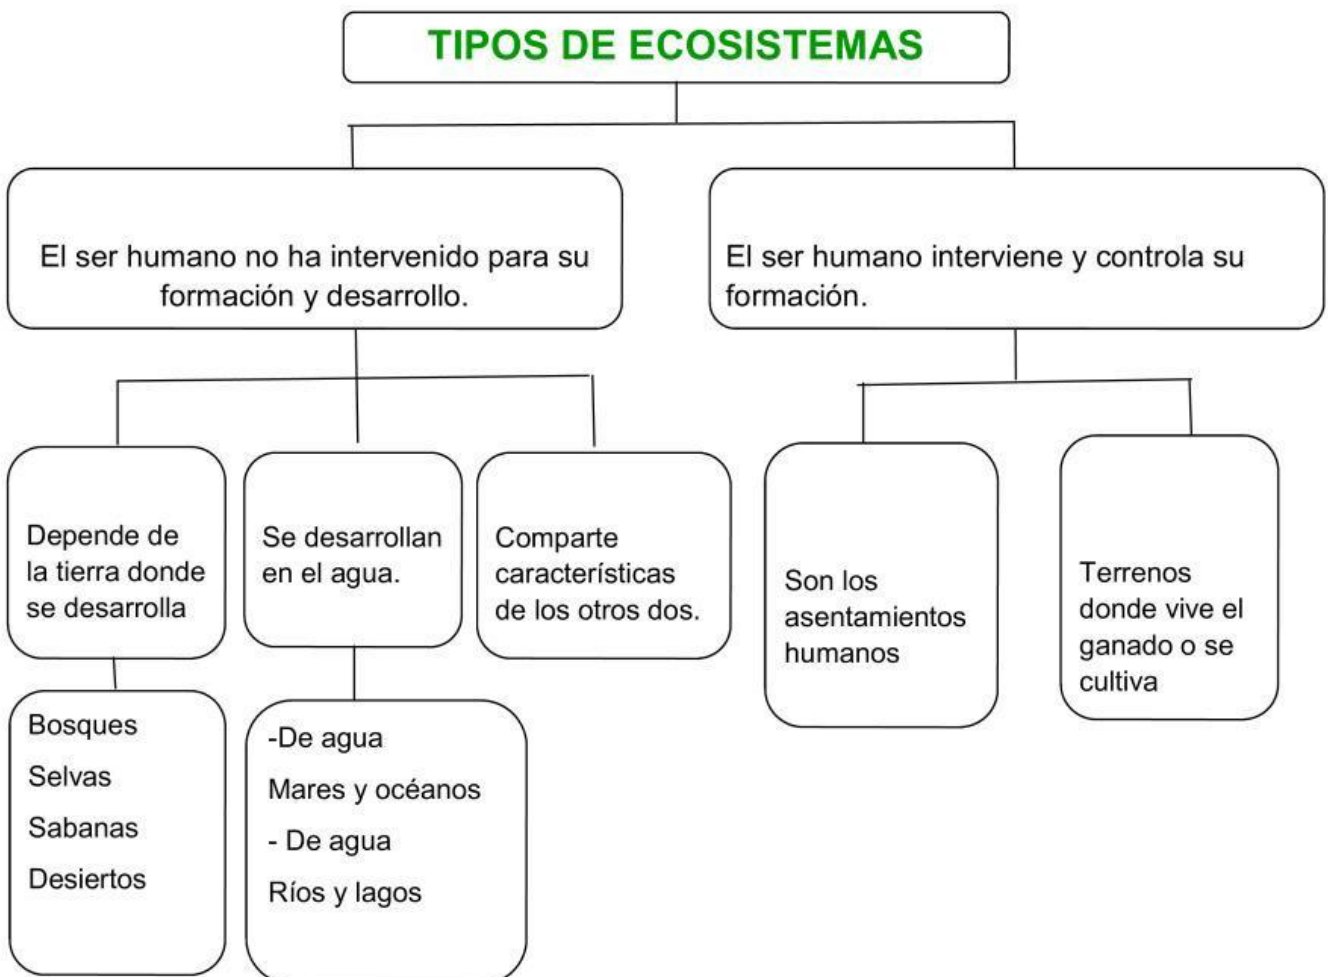 TIPOS DE ECOSISTEMAS
El ser humano no ha intervenido para su
formación y desarrollo.
El ser humano interviene y controla su
formación.
Depende de
la tierra donde
se desarrolla
Se desarrollan
en el agua.
Comparte
características
de los otros dos.
Son los
asentamientos
humanos
Terrenos
donde vive el
ganado o se
cultiva
Bosques
Selvas
Sabanas
Desiertos
-De agua
Mares y océanos
- De agua
Ríos y lagos